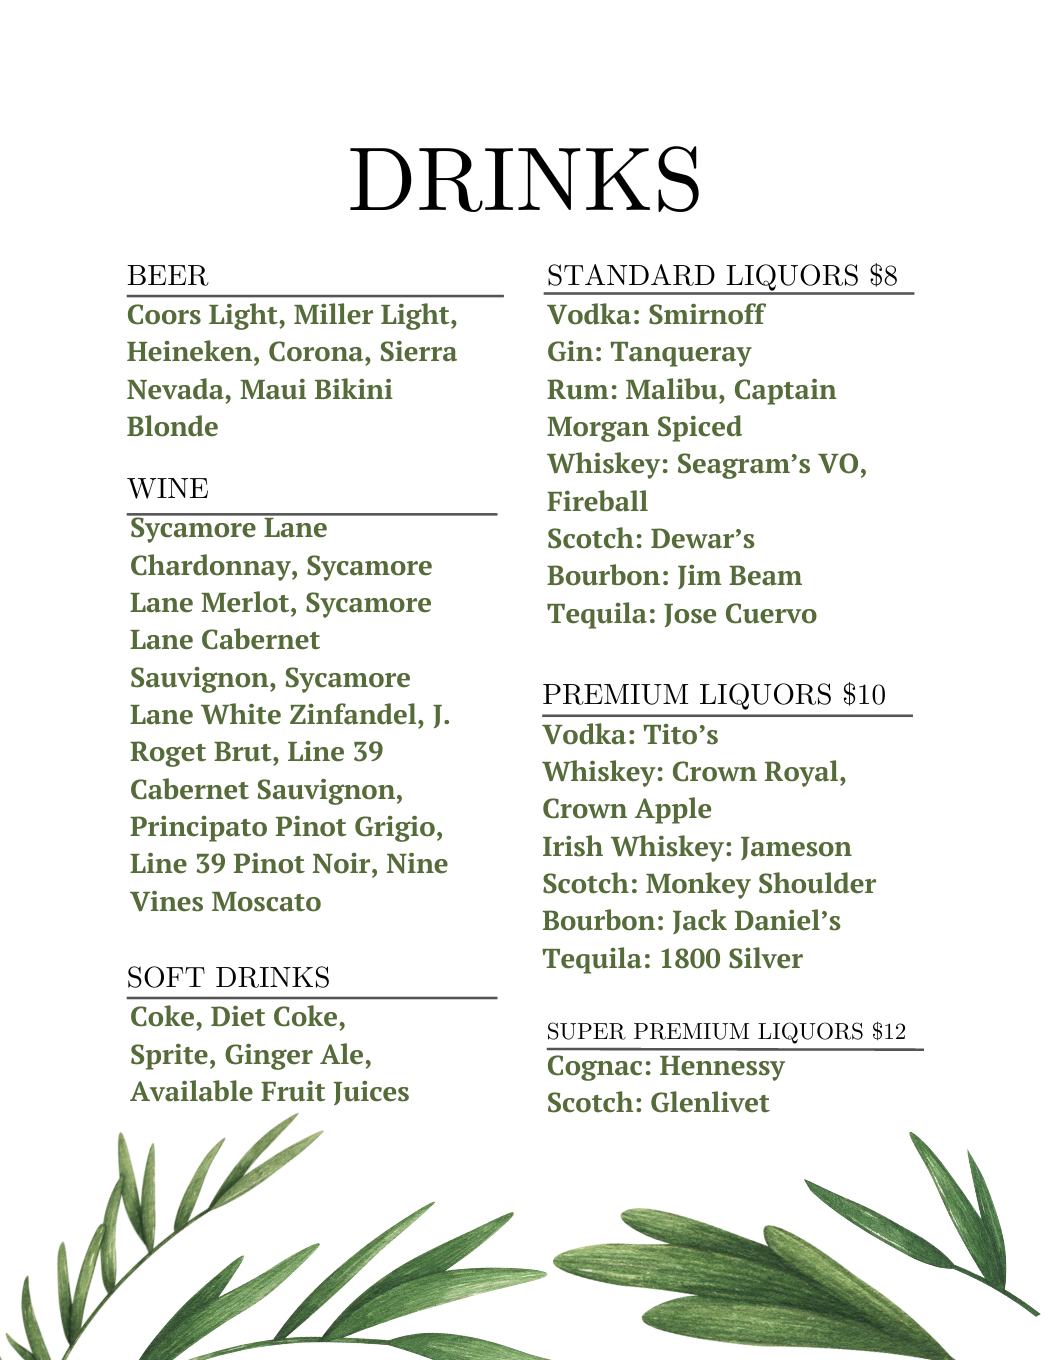 DRINKS
BEER
Coors Light, Miller Light,
Heineken, Corona, Sierra
Nevada, Maui Bikini
Blonde
WINE
Sycamore Lane
Chardonnay, Sycamore
Lane Merlot, Sycamore
Lane Cabernet
Sauvignon, Sycamore
Lane White Zinfandel, J.
Roget Brut, Line 39
Cabernet Sauvignon,
Principato Pinot Grigio,
Line 39 Pinot Noir, Nine
Vines Moscato
SOFT DRINKS
Coke, Diet Coke,
Sprite, Ginger Ale,
Available Fruit Juices
STANDARD LIQUORS $8
Vodka: Smirnoff
Gin: Tanqueray
Rum: Malibu, Captain
Morgan Spiced
Whiskey: Seagram’s VO,
Fireball
Scotch: Dewar’s
Bourbon: Jim Beam
Tequila: Jose Cuervo
PREMIUM LIQUORS $10
Vodka: Tito’s
Whiskey: Crown Royal,
Crown Apple
Irish Whiskey: Jameson
Scotch: Monkey Shoulder
Bourbon: Jack Daniel’s
Tequila: 1800 Silver
SUPER PREMIUM LIQUORS $12
Cognac: Hennessy
Scotch: Glenlivet